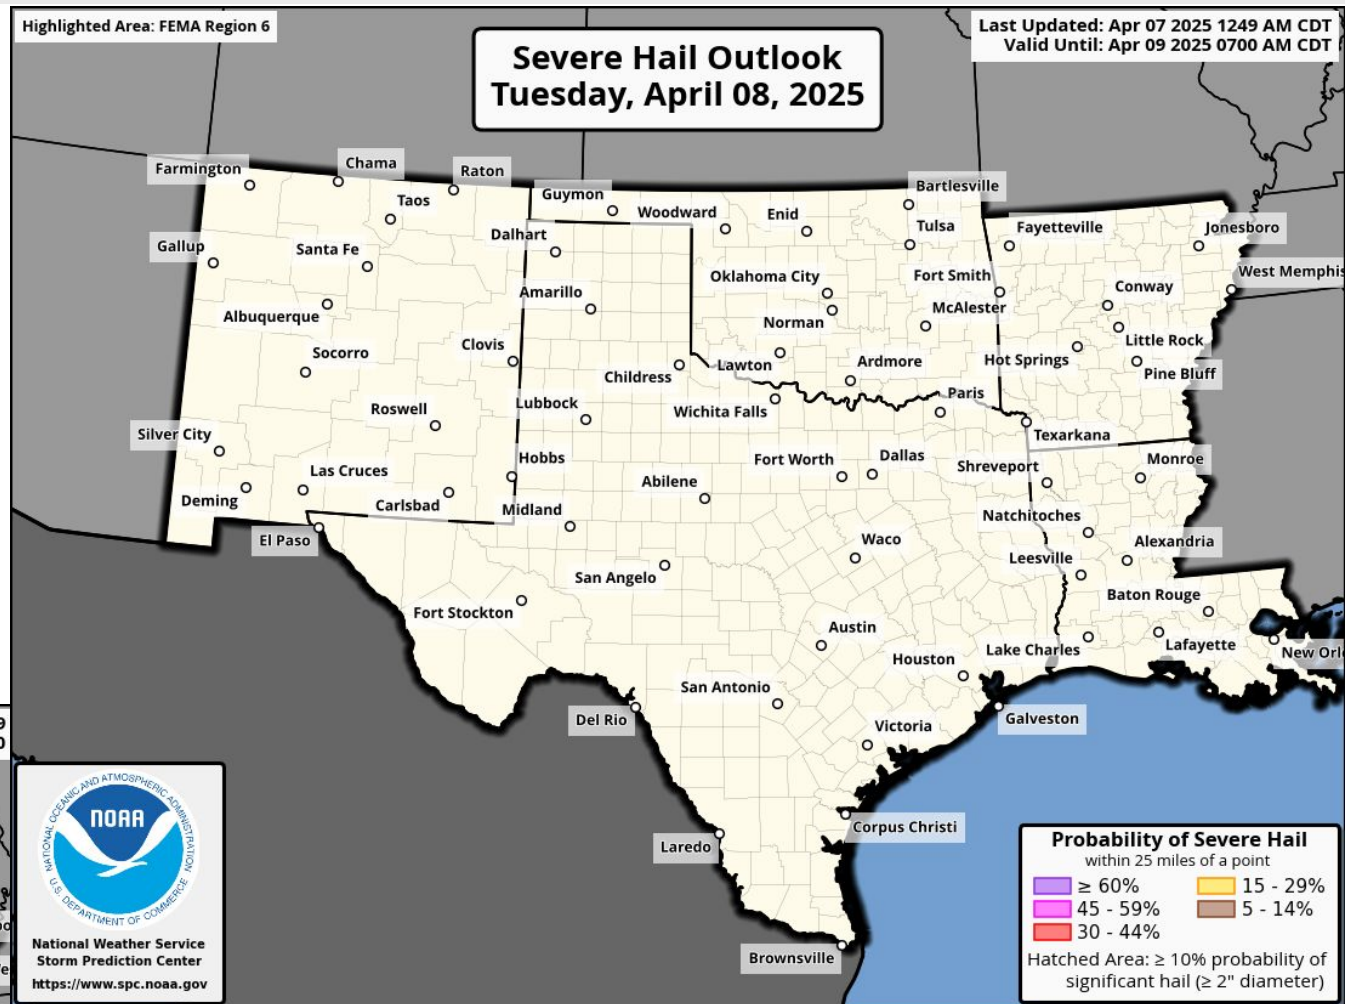 Highlighted Area: FEMA Region 6
Last Updated: Apr 07 2025 1249 AM CDT
Valid Until: Apr 09 2025 0700 AM CDT
Severe Hail Outlook
Tuesday, April 08, 2025
Farmington
Chama
Raton
Taos
Guymon
Woodward
Enid
Bartlesville
Tulsa
Fayetteville
Jonesboro
Gallup
Santa Fe
Dalhart
Oklahoma City
Fort Smith
West Memphis
Albuquerque
Amarillo
Norman
McAlester
Conway
Socorro
Clovis
Childress
Lawton
Ardmore
Hot Springs
Little Rock
Pine Bluff
Roswell
Lubbock
Wichita Falls
Paris
Texarkana
Silver City
Las Cruces
Hobbs
Abilene
Fort Worth
Dallas
Shreveport
Monroe
Deming
Carlsbad
Midland
Natchitoches
El Paso
San Angelo
Waco
Leesville
Alexandria
Fort Stockton
Baton Rouge
Austin
Houston
Lake Charles
Lafayette
New Orl
San Antonio
Del Rio
Victoria
Galveston
Corpus Christi
Laredo
Brownsville
9
0
NATIONAL OCEANIC AND ATMOSPHERIC ADMINISTRATION
NOAA
U.S. DEPARTMENT OF COMMERCE
National Weather Service
Storm Prediction Center
https://www.spc.noaa.gov
Probability of Severe Hail
within 25 miles of a point
≥ 60%
15 - 29%
45 - 59%
5 - 14%
30 - 44%
Hatched Area: ≥ 10% probability of
significant hail (≥ 2" diameter)